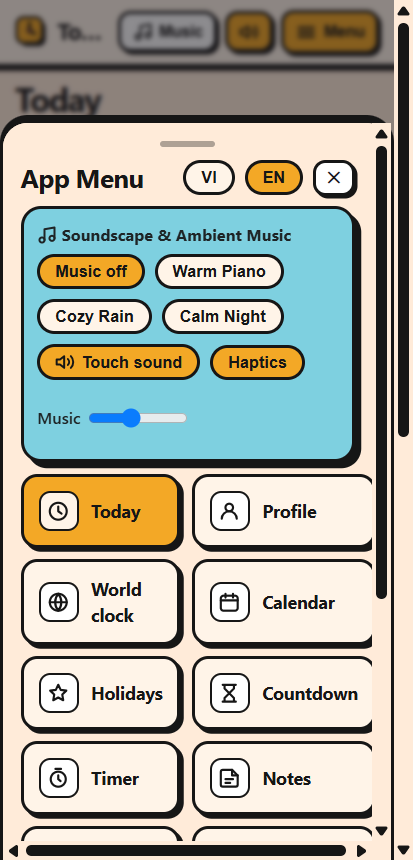 To...
Music
Menu
Today
App Menu
VI
EN
Soundscape & Ambient Music
Music off
Warm Piano
Cozy Rain
Calm Night
Touch sound
Haptics
Music
Today
Profile
World
clock
Calendar
Holidays
Countdown
Timer
Notes